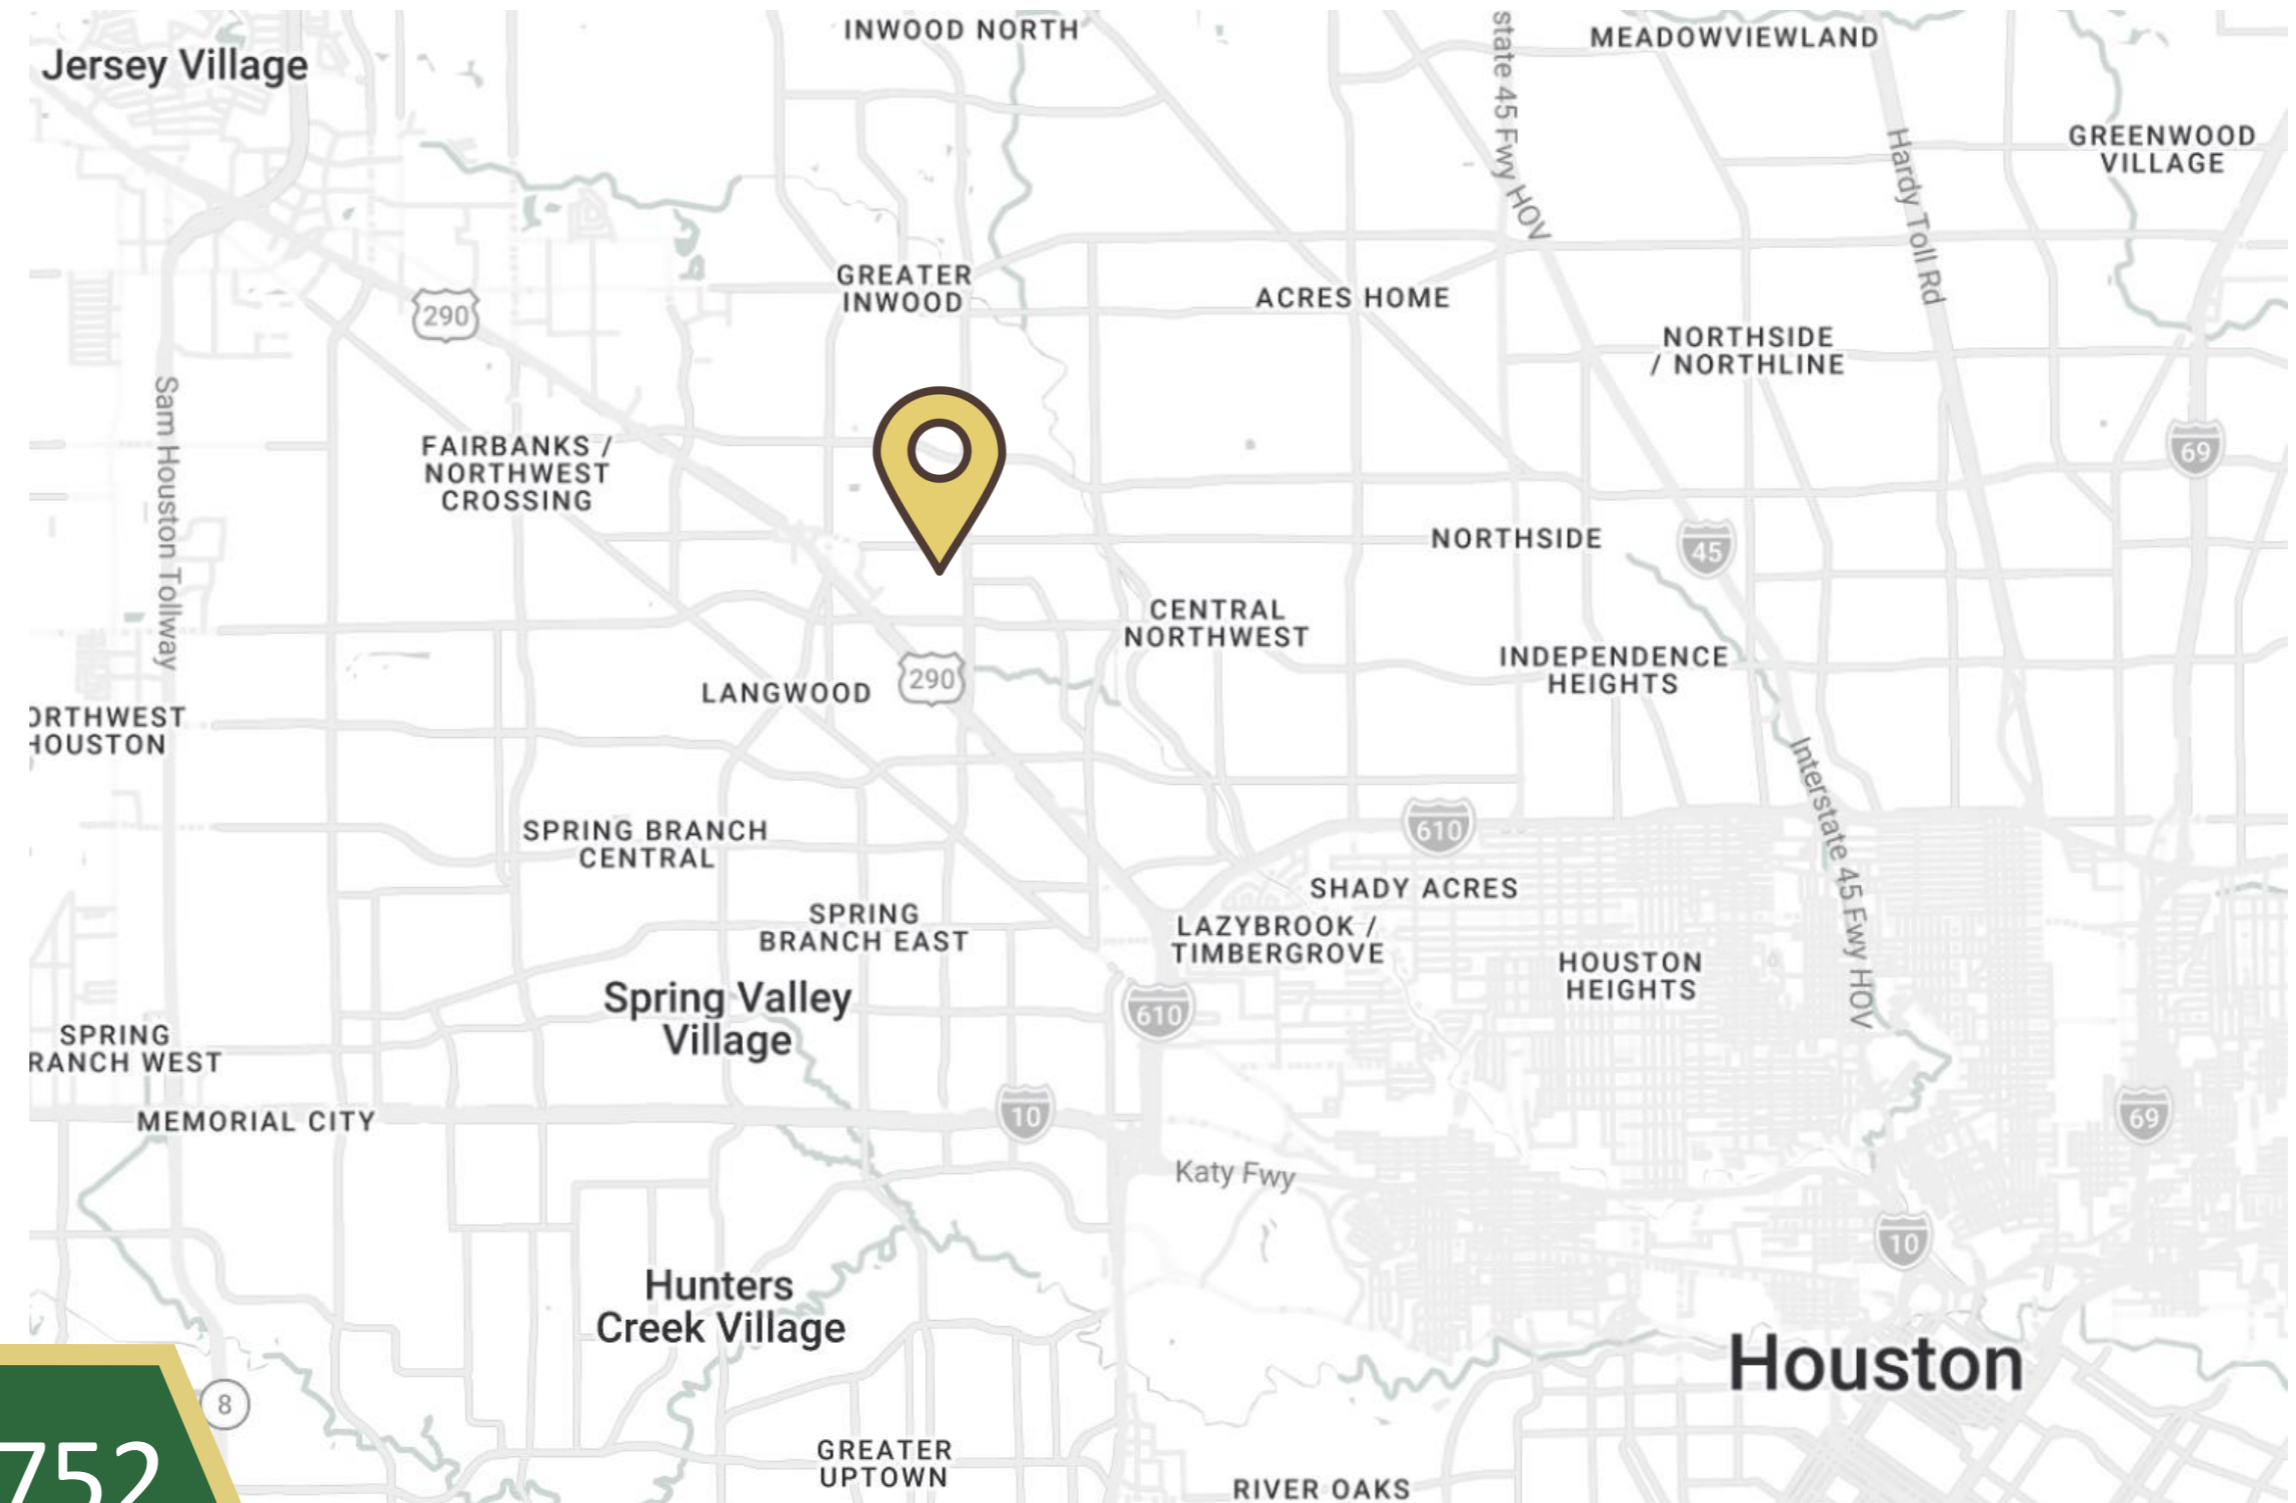 INWOOD NORTH
state 45 Fwy HOV
MEADOWVIEWLAND
Jersey Village
Hardy Toll Rd
GREENWOOD
VILLAGE
GREATER
INWOOD
ACRES HOME
290
NORTHSIDE
/ NORTHLINE
Sam Houston Tollway
FAIRBANKS /
NORTHWEST
CROSSING
69
NORTHSIDE
45
CENTRAL
NORTHWEST
INDEPENDENCE
HEIGHTS
290
LANGWOOD
ORTHWEST
HOUSTON
Interstate 45 Fwy HOV
610
SPRING BRANCH
CENTRAL
SHADY ACRES
SPRING
BRANCH EAST
LAZYBROOK /
TIMBERGROVE
HOUSTON
HEIGHTS
Spring Valley
Village
610
SPRING
RANCH WEST
MEMORIAL CITY
10
69
Katy Fwy
10
Hunters
Creek Village
Houston
8
752
GREATER
UPTOWN
RIVER OAKS